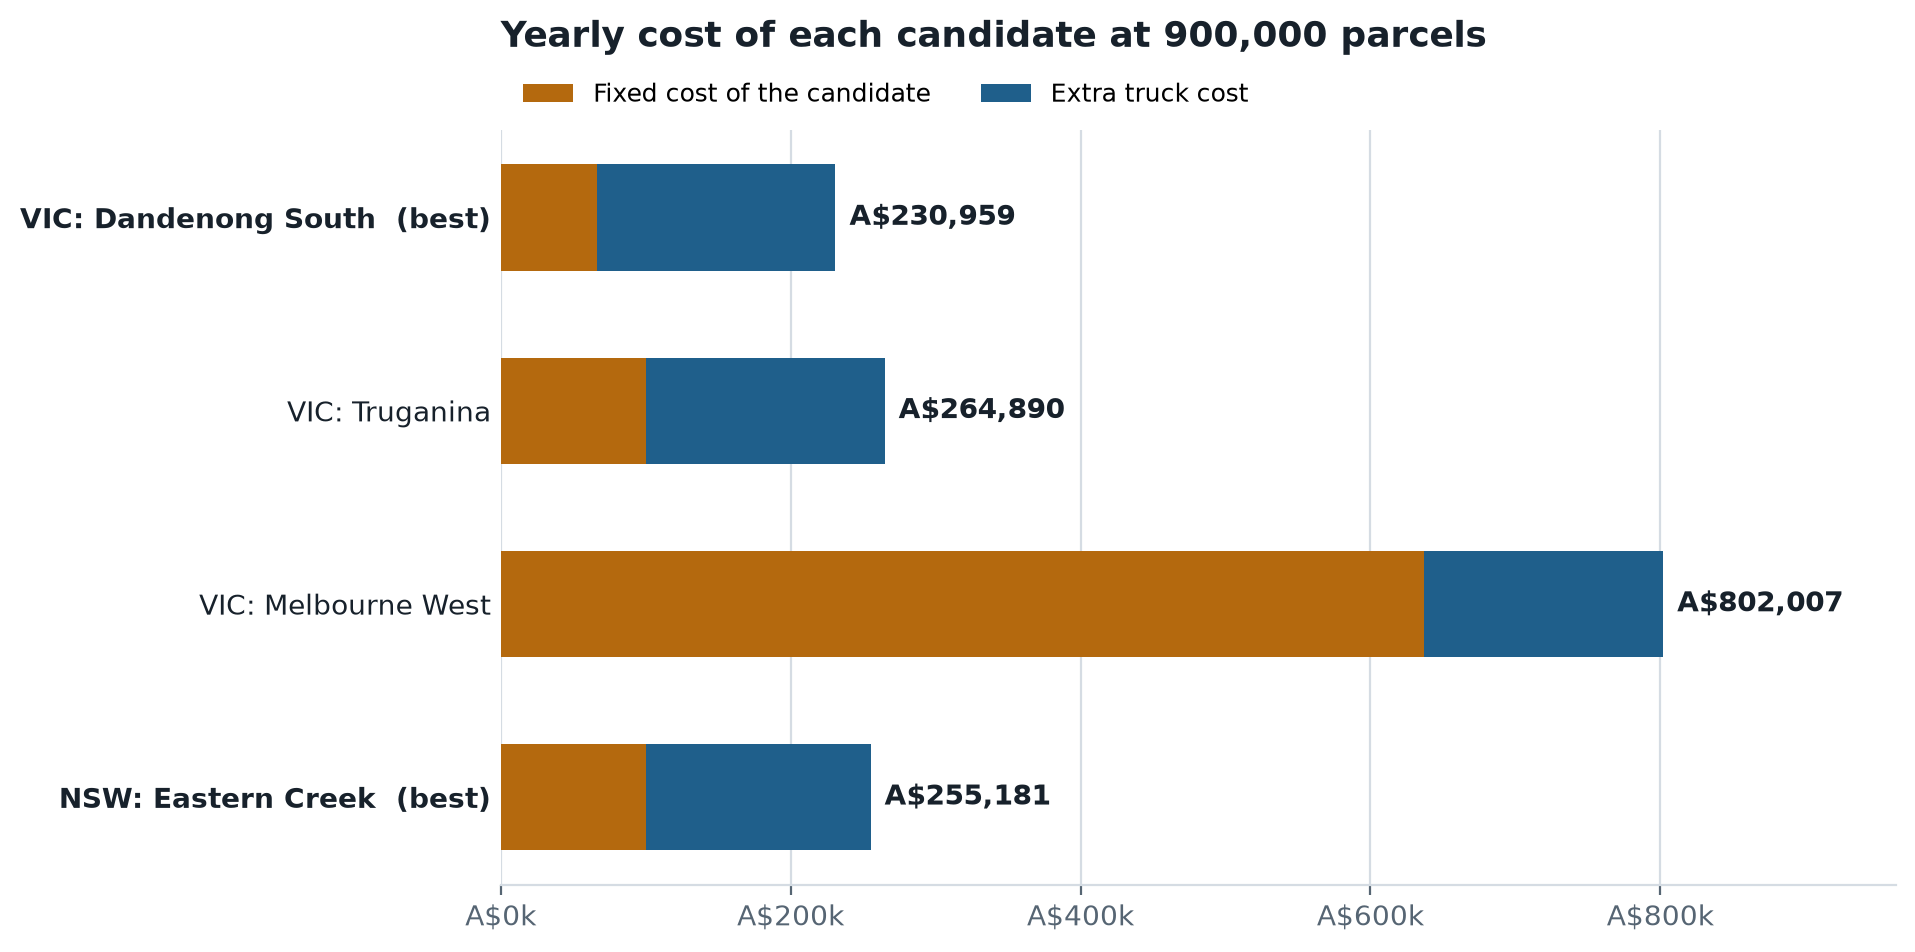 Yearly cost of each candidate at 900,000 parcels
Fixed cost of the candidate
Extra truck cost
VIC: Dandenong South  (best)
A$230,959
VIC: Truganina
A$264,890
VIC: Melbourne West
A$802,007
NSW: Eastern Creek  (best)
A$255,181
A$0k
A$200k
A$400k
A$600k
A$800k